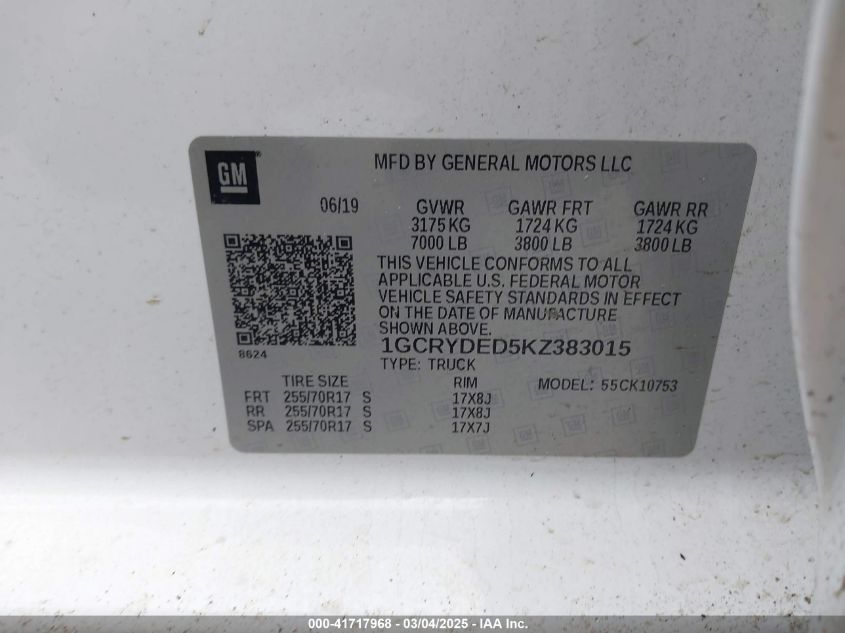 GM®
MFD BY GENERAL MOTORS LLC
06/19 GVWR GAWR FRT GAWR RR
3175 KG 1724 KG 1724 KG
7000 LB 3800 LB 3800 LB
THIS VEHICLE CONFORMS TO ALL
APPLICABLE U.S. FEDERAL MOTOR
VEHICLE SAFETY STANDARDS IN EFFECT
ON THE DATE OF MANUFACTURE
SHOWN ABOVE.
8624
1GCRYDED5KZ383015
TYPE: TRUCK
TIRE SIZE RIM MODEL: 55CK10753
FRT 255/70R17 S 17X8J
RR 255/70R17 S 17X8J
SPA 255/70R17 S 17X7J
000-41717968 - 03/04/2025 - IAAI Inc.